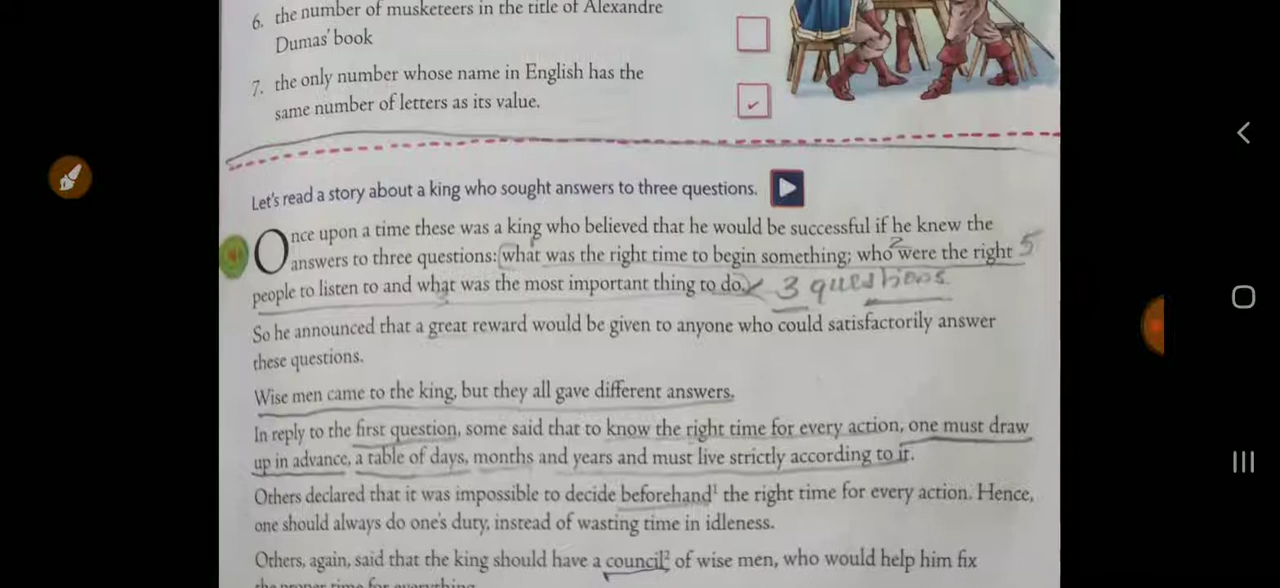 6. the number of musketeers in the title of Alexandre
Dumas' book
7. the only number whose name in English has the
same number of letters as its value.
Let's read a story about a king who sought answers to three questions.
Once upon a time these was a king who believed that he would be successful if he knew the
answers to three questions: what was the right time to begin something; who were the right
2
5
people to listen to and what was the most important thing to do.
3 questions.
So he announced that a great reward would be given to anyone who could satisfactorily answer
these questions.
Wise men came to the king, but they all gave different answers.
In reply to the first question, some said that to know the right time for every action, one must draw
up in advance, a table of days, months and years and must live strictly according to it.
Others declared that it was impossible to decide beforehand¹ the right time for every action. Hence,
one should always do one's duty, instead of wasting time in idleness.
Others, again, said that the king should have a council² of wise men, who would help him fix
the proper time for everything